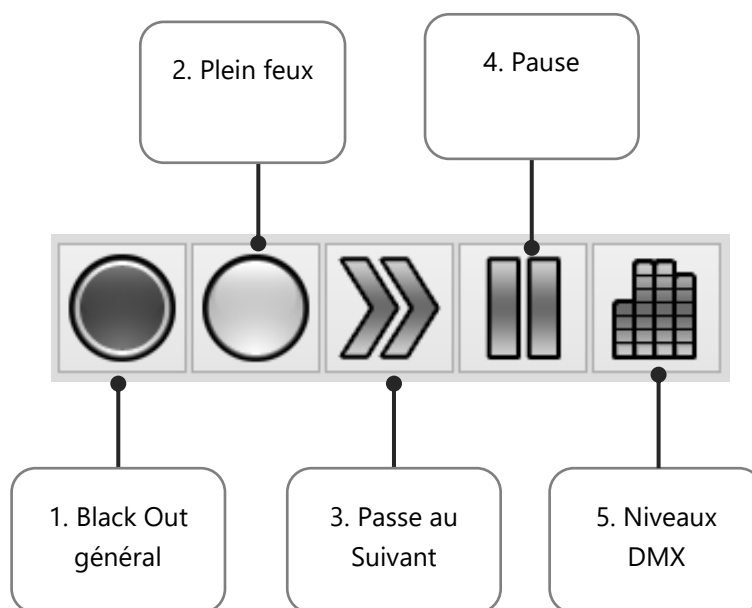 2. Plein feux
4. Pause
1. Black Out
général
3. Passe au
Suivant
5. Niveaux
DMX